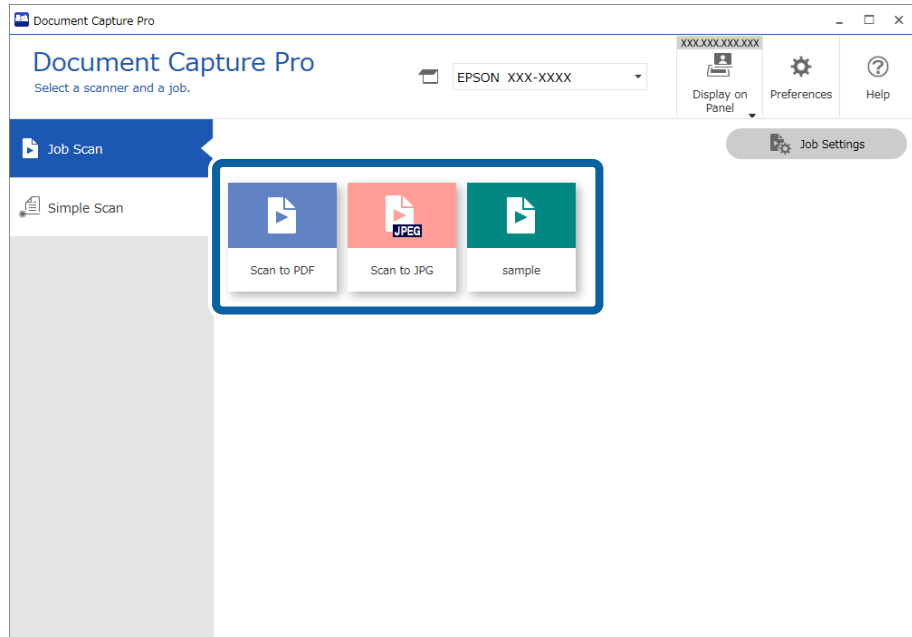 Document Capture Pro
Document Capture Pro
Select a scanner and a job.
EPSON XXX-XXXX
XXX.XXX.XXX.XXX
Display on
Panel
Preferences
Help
Job Scan
Job Settings
Simple Scan
JPEG
Scan to PDF
Scan to JPG
sample